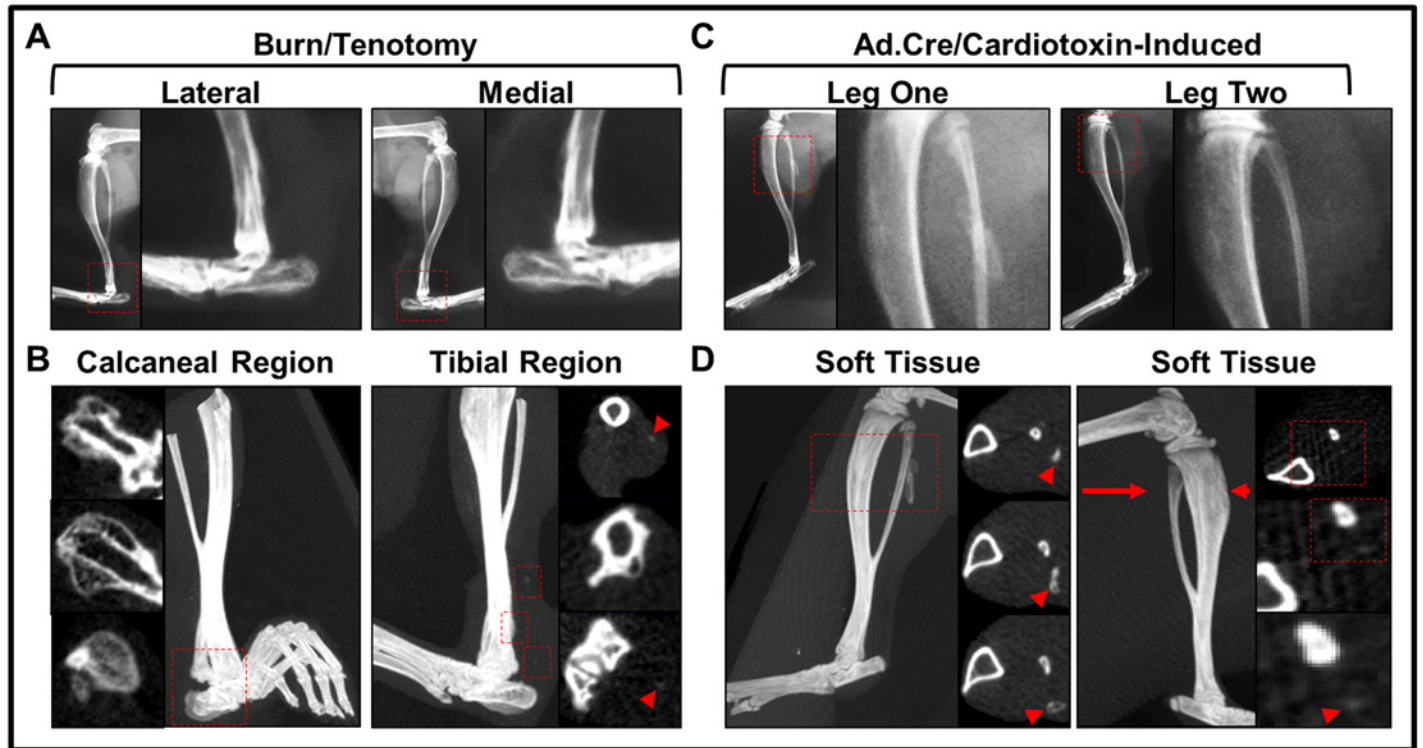 A
Burn/Tenotomy
Lateral
Medial
C
Ad.Cre/Cardiotoxin-Induced
Leg One
Leg Two
B
Calcaneal Region
Tibial Region
D
Soft Tissue
Soft Tissue